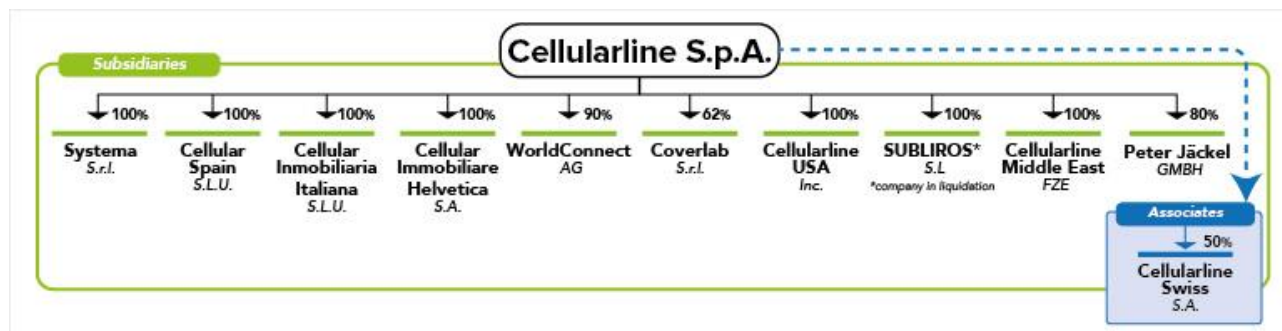 Cellularline S.p.A.
Subsidiaries
100%
100%
100%
100%
90%
62%
100%
100%
100%
80%
Systema
S.r.l.
Cellular
Spain
S.L.U.
Cellular
Inmobiliaria
Italiana
S.L.U.
Cellular
Immobiliare
Helvetica
S.A.
WorldConnect
AG
Coverlab
S.r.l.
Cellularline
USA
Inc.
SUBLIROS*
S.L
*company in liquidation
Cellularline
Middle East
FZE
Peter Jäckel
GMBH
Associates
50%
Cellularline
Swiss
S.A.